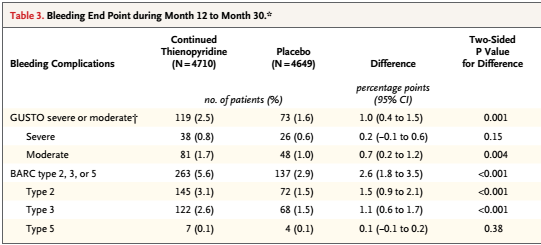 Table 3. Bleeding End Point during Month 12 to Month 30.*
Bleeding Complications Continued Thienopyridine (N=4710) Placebo (N=4649) Difference Two-Sided P Value for Difference
no. of patients (%) percentage points (95% CI)
GUSTO severe or moderate† 119 (2.5) 73 (1.6) 1.0 (0.4 to 1.5) 0.001
Severe 38 (0.8) 26 (0.6) 0.2 (–0.1 to 0.6) 0.15
Moderate 81 (1.7) 48 (1.0) 0.7 (0.2 to 1.2) 0.004
BARC type 2, 3, or 5 263 (5.6) 137 (2.9) 2.6 (1.8 to 3.5) <0.001
Type 2 145 (3.1) 72 (1.5) 1.5 (0.9 to 2.1) <0.001
Type 3 122 (2.6) 68 (1.5) 1.1 (0.6 to 1.7) <0.001
Type 5 7 (0.1) 4 (0.1) 0.1 (–0.1 to 0.2) 0.38